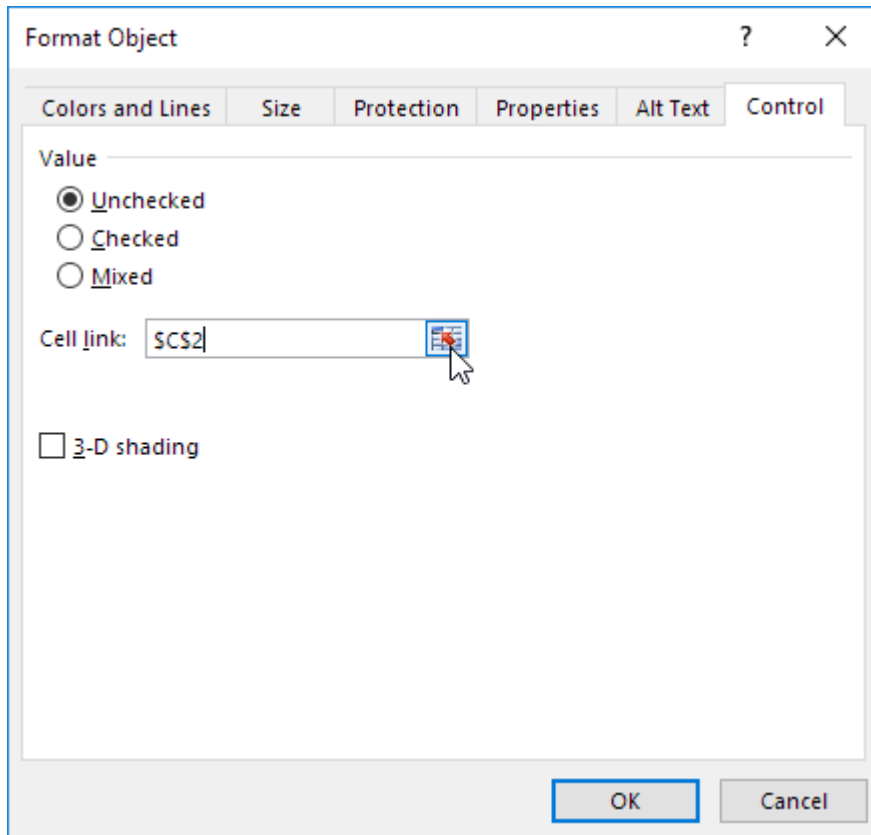 Format Object ?
Colors and Lines Size Protection Properties Alt Text Control
Value
Unchecked
Checked
Mixed
Cell link: $C$2
3-D shading
OK Cancel